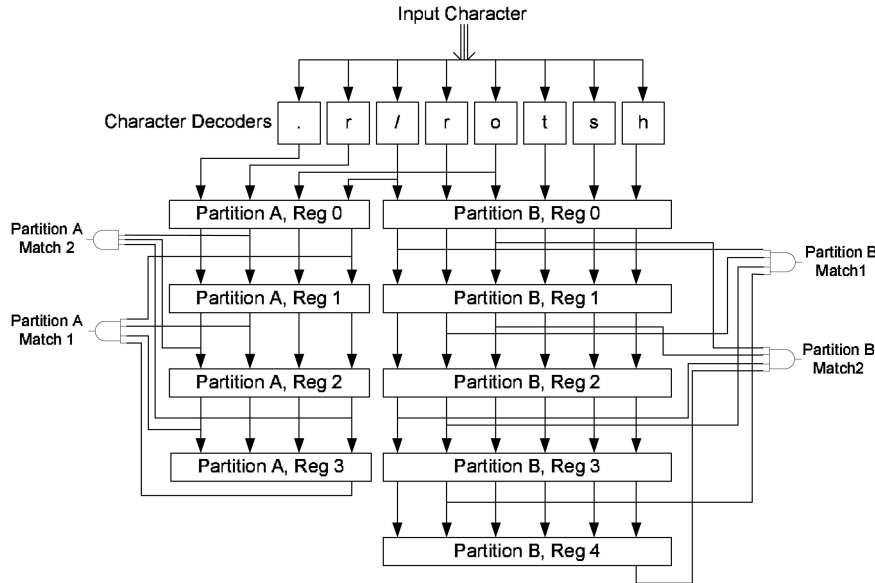 Input Character
Character Decoders . r / r o t s h
Partition A, Reg 0
Partition B, Reg 0
Partition A
Match 2
Partition B
Match1
Partition A, Reg 1
Partition B, Reg 1
Partition A
Match 1
Partition B
Match2
Partition A, Reg 2
Partition B, Reg 2
Partition A, Reg 3
Partition B, Reg 3
Partition B, Reg 4